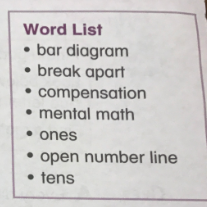 Word List
• bar diagram
• break apart
• compensation
• mental math
• ones
• open number line
• tens